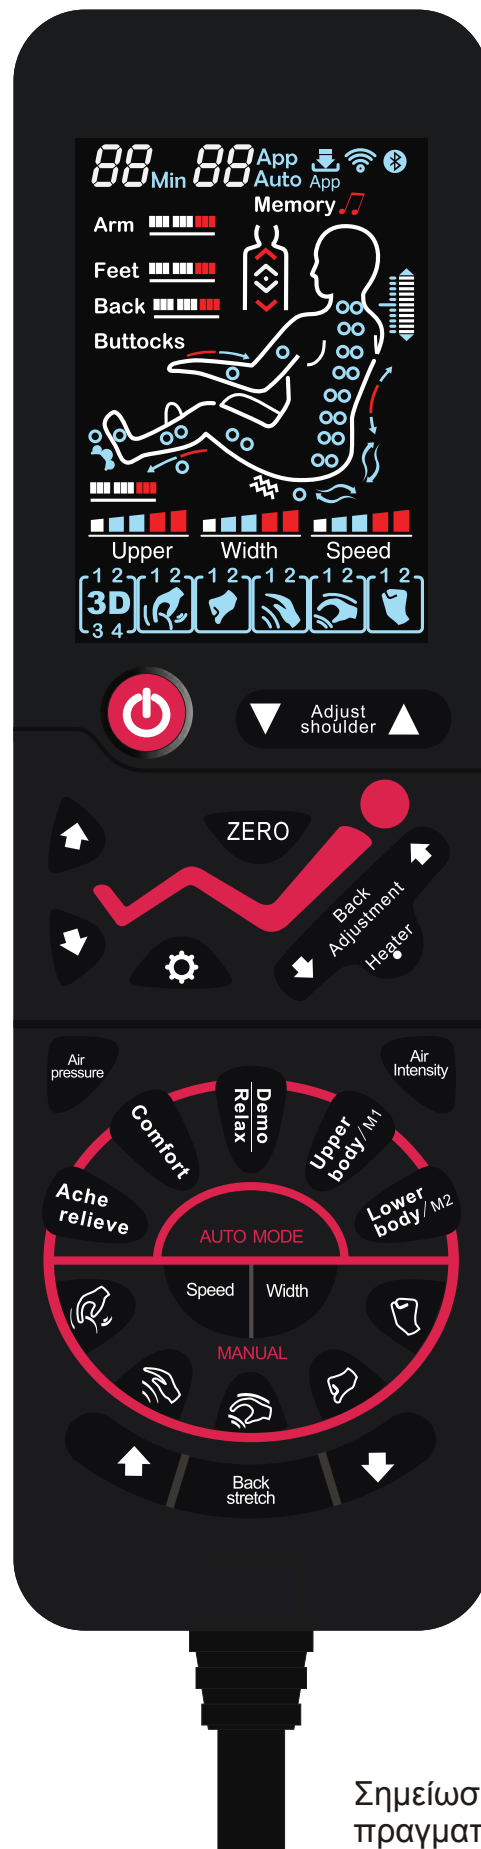 88 Min 88 App Auto App
Memory
Arm
Feet
Back
Buttocks
Upper Width Speed
1 2 1 2 1 2 1 2 1 2 1 2
3D
3 4
Adjust
shoulder
ZERO
Back
Adjustment
Heater
Air
pressure
Air
Intensity
Ache
relieve
Comfort
Demo
Relax
Upper
body/M1
Lower
body/M2
AUTO MODE
Speed Width
MANUAL
Back
stretch
Σημείωσ
πραγματ